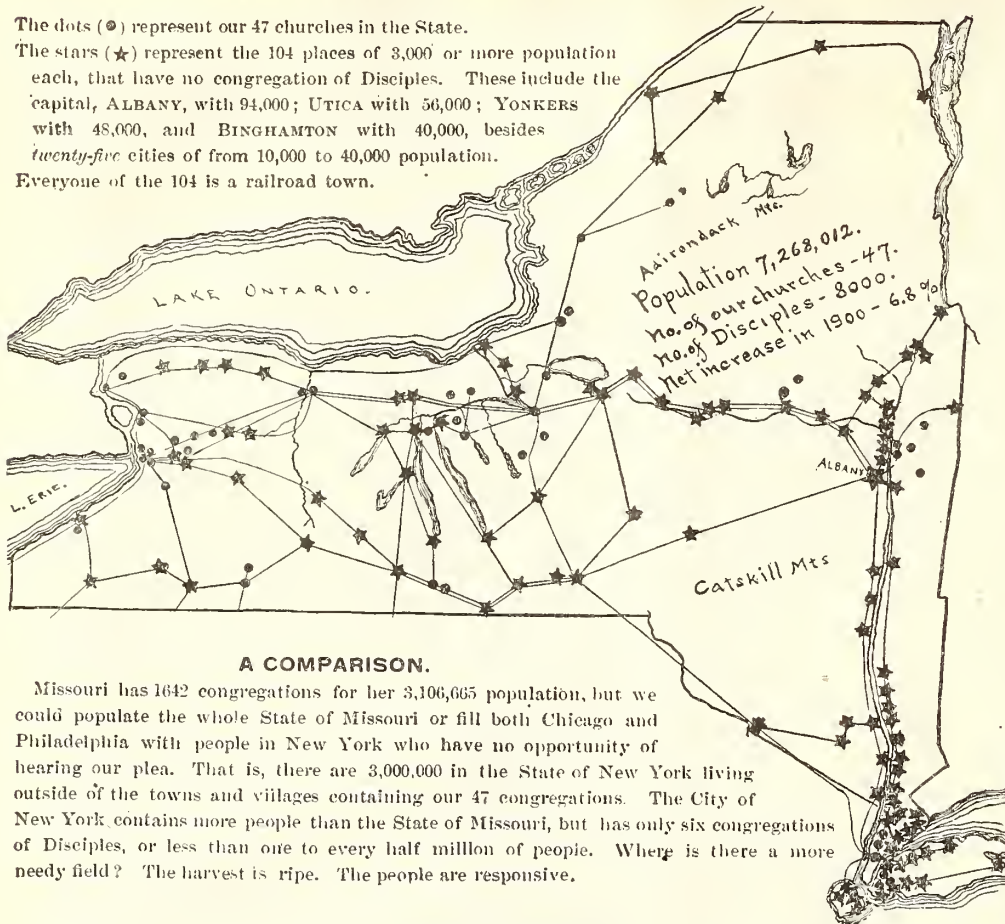 The dots (●) represent our 47 churches in the State.
The stars (★) represent the 104 places of 3,000 or more population
each, that have no congregation of Disciples. These include the
capital, ALBANY, with 94,000; UTICA with 56,000; YONKERS
with 48,000, and BINGHAMTON with 40,000, besides
twenty-five cities of from 10,000 to 40,000 population.
Everyone of the 104 is a railroad town.
Adirondack Mtc.
Population 7,268,012.
no. of our churches - 47.
no. of Disciples - 8000.
Net increase in 1900 - 6.8 %
LAKE ONTARIO.
L. ERIE.
ALBANY
Catskill Mts
A COMPARISON.
Missouri has 1642 congregations for her 3,106,665 population, but we
could populate the whole State of Missouri or fill both Chicago and
Philadelphia with people in New York who have no opportunity of
hearing our plea. That is, there are 3,000,000 in the State of New York living
outside of the towns and villages containing our 47 congregations. The City of
New York contains more people than the State of Missouri, but has only six congregations
of Disciples, or less than one to every half milllon of people. Where is there a more
needy field? The harvest is ripe. The people are responsive.